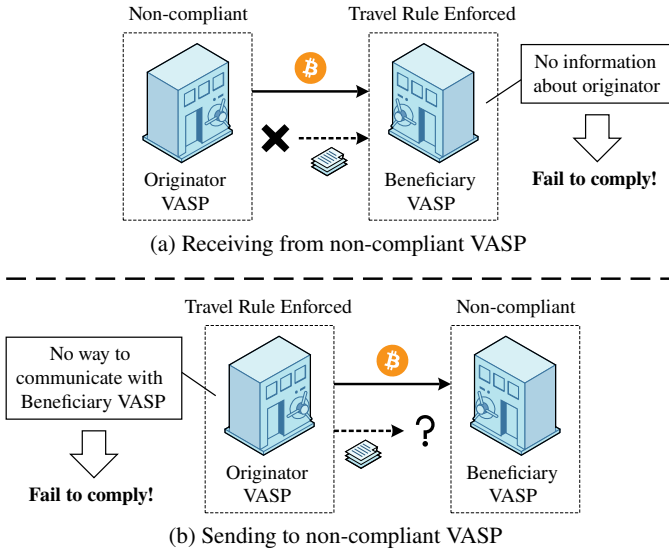 Non-compliant
Travel Rule Enforced
No information
about originator
Fail to comply!
Originator
VASP
Beneficiary
VASP
(a) Receiving from non-compliant VASP
Travel Rule Enforced
Non-compliant
No way to
communicate with
Beneficiary VASP
Fail to comply!
?
Originator
VASP
Beneficiary
VASP
(b) Sending to non-compliant VASP